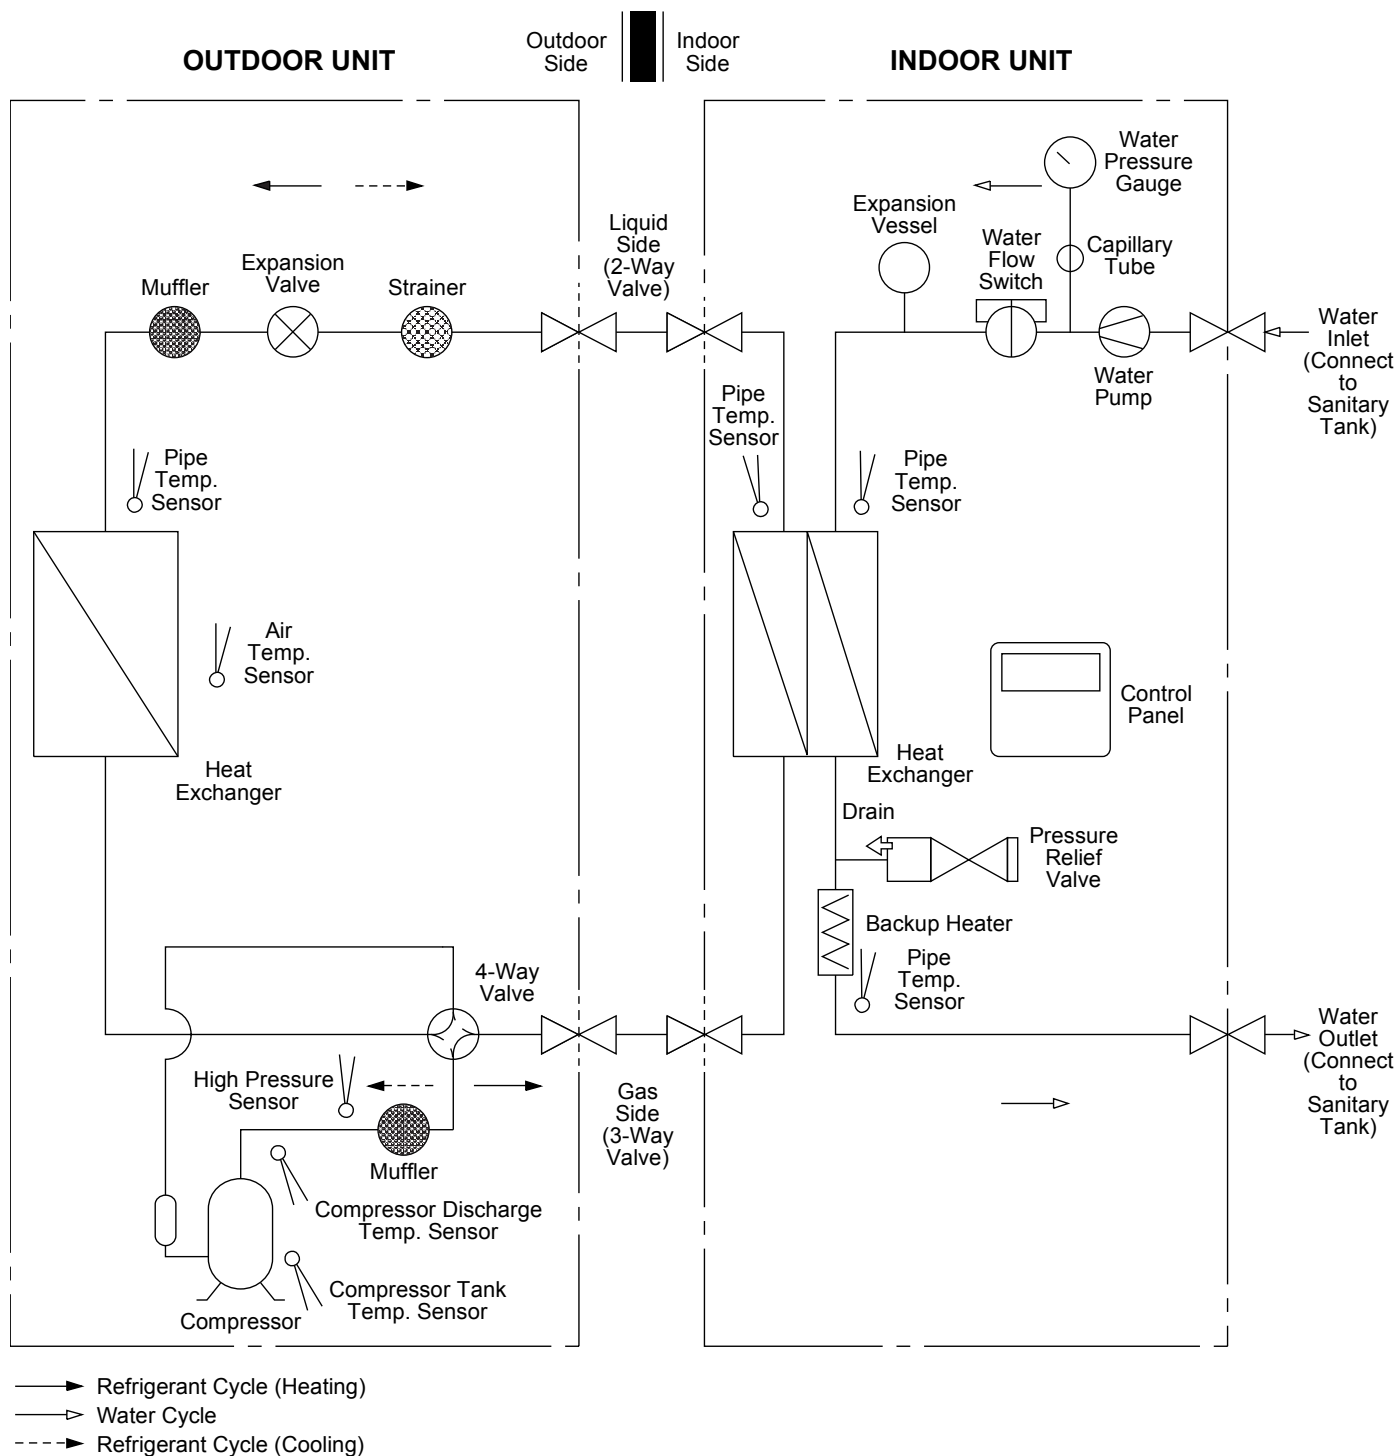 OUTDOOR UNIT
Outdoor
Side
Indoor
Side
INDOOR UNIT
Water
Pressure
Gauge
Expansion
Vessel
Water
Flow
Switch
Capillary
Tube
Liquid
Side
(2-Way
Valve)
Muffler
Expansion
Valve
Strainer
Water
Pump
Water
Inlet
(Connect
to
Sanitary
Tank)
Pipe
Temp.
Sensor
Pipe
Temp.
Sensor
Pipe
Temp.
Sensor
Air
Temp.
Sensor
Heat
Exchanger
Control
Panel
Heat
Exchanger
Drain
Pressure
Relief
Valve
Backup Heater
Pipe
Temp.
Sensor
4-Way
Valve
Water
Outlet
(Connect
to
Sanitary
Tank)
High Pressure
Sensor
Gas
Side
(3-Way
Valve)
Muffler
Compressor Discharge
Temp. Sensor
Compressor Tank
Temp. Sensor
Compressor
Refrigerant Cycle (Heating)
Water Cycle
Refrigerant Cycle (Cooling)